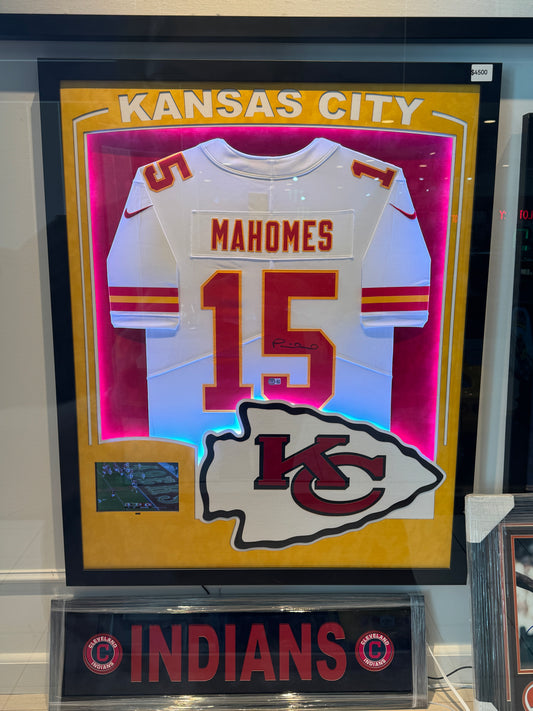 $4500
KANSAS CITY
15 15
MAHOMES
15
KC
INDIANS
CLEVELAND
INDIANS
CLEVELAND
INDIANS